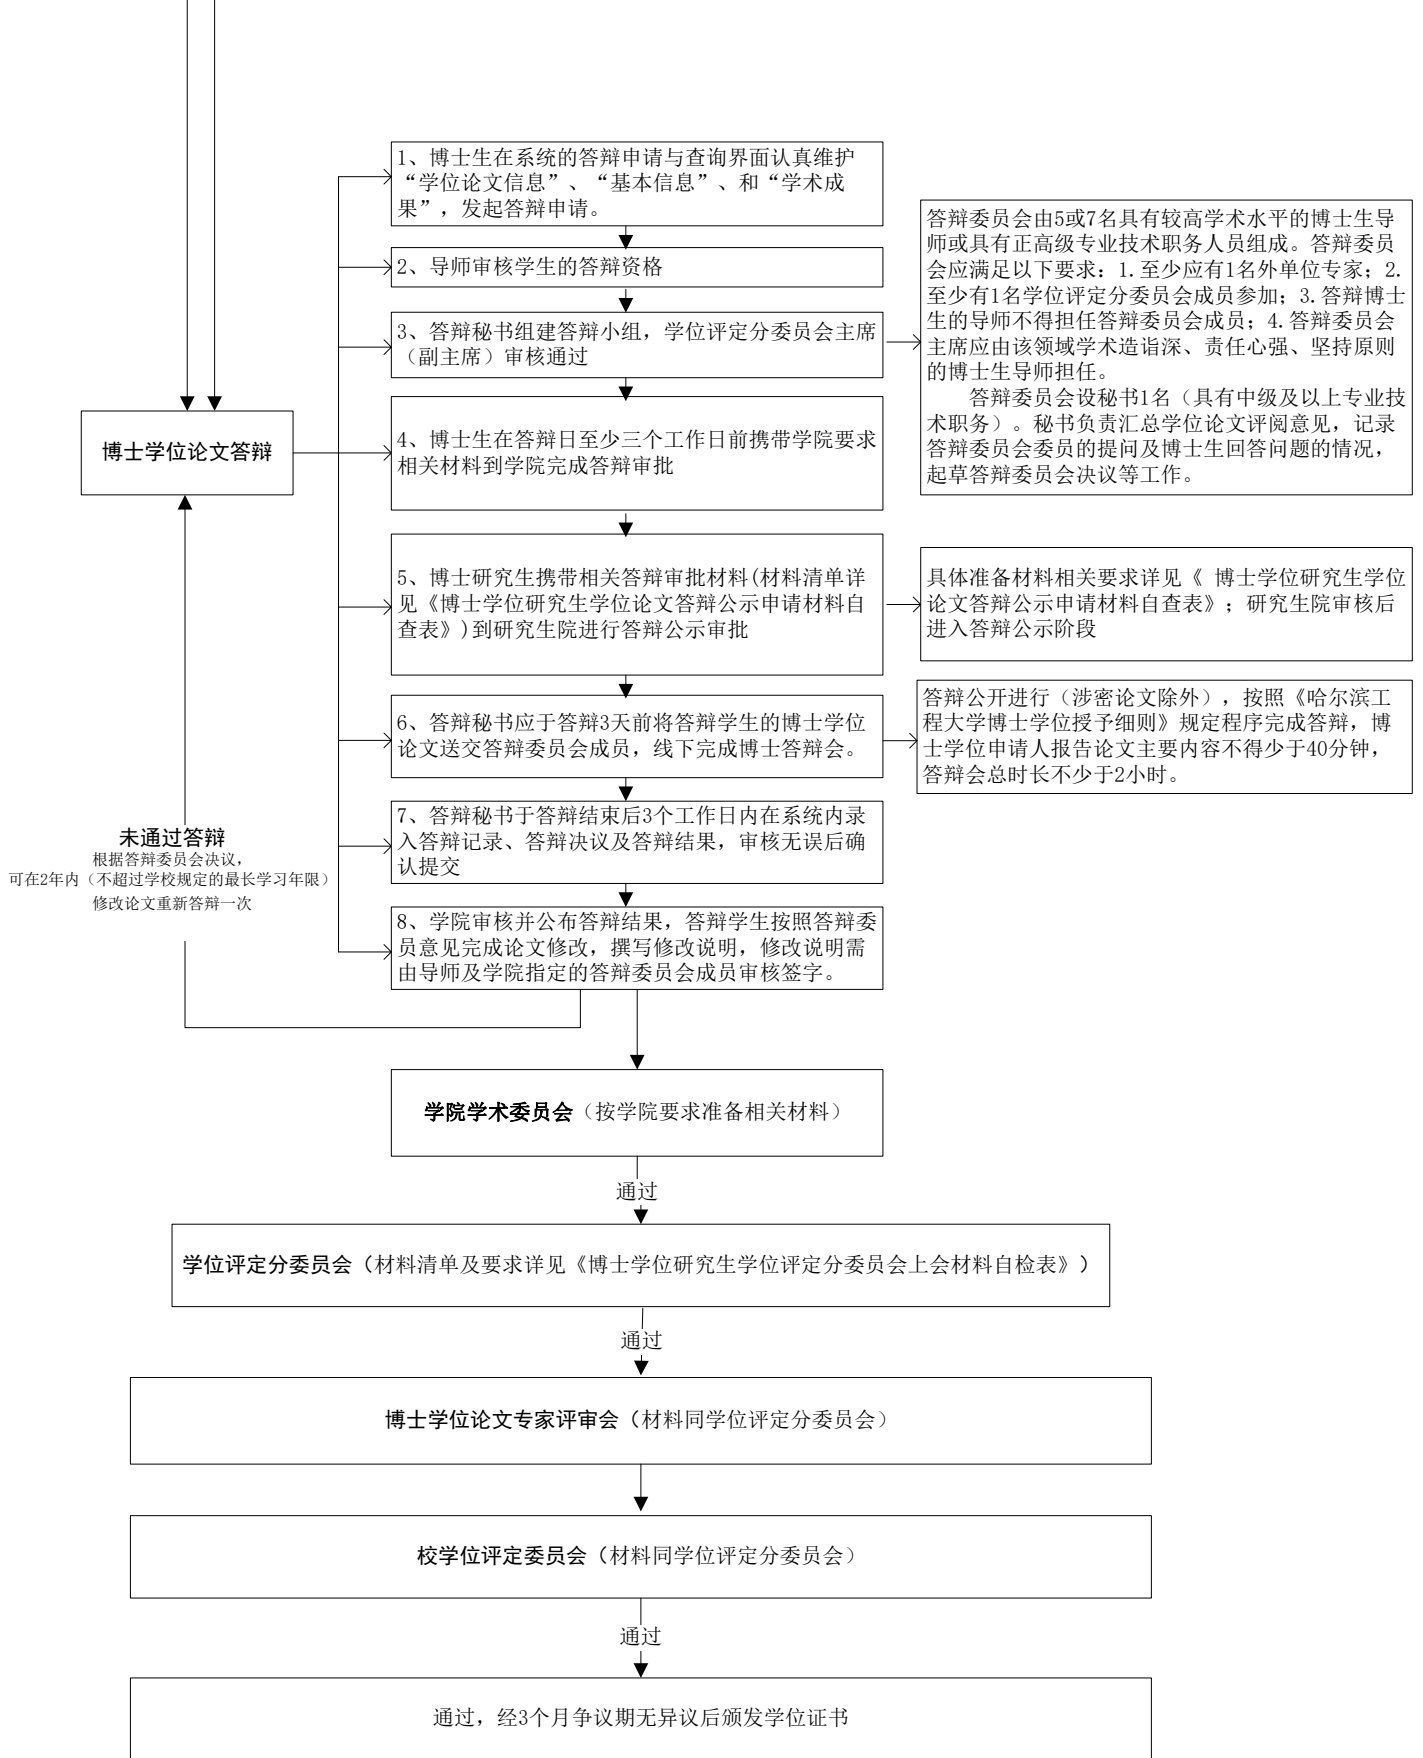 1、博士生在系统的答辩申请与查询界面认真维护
“学位论文信息”、“基本信息”、和“学术成
果”，发起答辩申请。
2、导师审核学生的答辩资格
3、答辩秘书组建答辩小组，学位评定分委员会主席
（副主席）审核通过
答辩委员会由5或7名具有较高学术水平的博士生导
师或具有正高级专业技术职务人员组成。答辩委员
会应满足以下要求：1.至少应有1名外单位专家；2.
至少有1名学位评定分委员会成员参加；3.答辩博士
生的导师不得担任答辩委员会成员；4.答辩委员会
主席应由该领域学术造诣深、责任心强、坚持原则
的博士生导师担任。
答辩委员会设秘书1名（具有中级及以上专业技
术职务）。秘书负责汇总学位论文评阅意见，记录
答辩委员会委员的提问及博士生回答问题的情况，
起草答辩委员会决议等工作。
博士学位论文答辩
4、博士生在答辩日至少三个工作日前携带学院要求
相关材料到学院完成答辩审批
5、博士研究生携带相关答辩审批材料(材料清单详
见《博士学位研究生学位论文答辩公示申请材料自
查表》)到研究生院进行答辩公示审批
具体准备材料相关要求详见《 博士学位研究生学位
论文答辩公示申请材料自查表》；研究生院审核后
进入答辩公示阶段
6、答辩秘书应于答辩3天前将答辩学生的博士学位
论文送交答辩委员会成员，线下完成博士答辩会。
答辩公开进行（涉密论文除外），按照《哈尔滨工
程大学博士学位授予细则》规定程序完成答辩，博
士学位申请人报告论文主要内容不得少于40分钟，
答辩会总时长不少于2小时。
7、答辩秘书于答辩结束后3个工作日内在系统内录
入答辩记录、答辩决议及答辩结果，审核无误后确
认提交
未通过答辩
根据答辩委员会决议，
可在2年内（不超过学校规定的最长学习年限）
修改论文重新答辩一次
8、学院审核并公布答辩结果，答辩学生按照答辩委
员意见完成论文修改，撰写修改说明，修改说明需
由导师及学院指定的答辩委员会成员审核签字。
学院学术委员会（按学院要求准备相关材料）
通过
学位评定分委员会（材料清单及要求详见《博士学位研究生学位评定分委员会上会材料自检表》）
通过
博士学位论文专家评审会（材料同学位评定分委员会）
校学位评定委员会（材料同学位评定分委员会）
通过
通过，经3个月争议期无异议后颁发学位证书